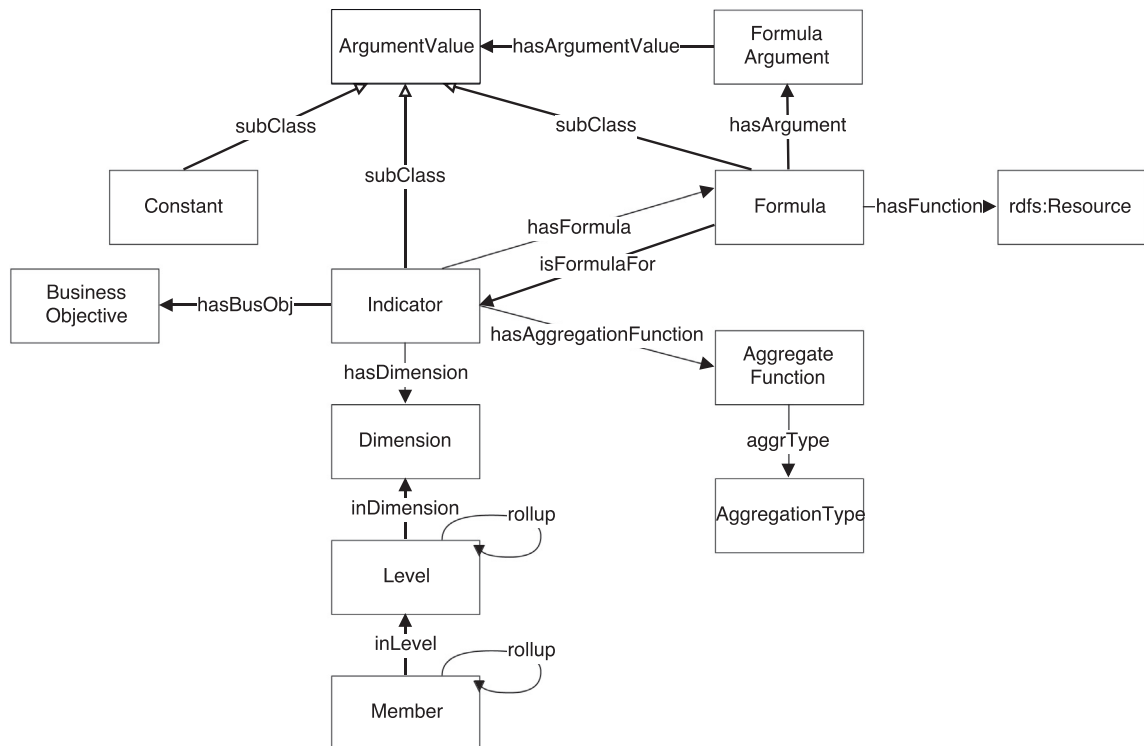 ArgumentValue
hasArgumentValue
Formula
Argument
subClass
subClass
hasArgument
subClass
Constant
Formula
hasFunction
rdfs:Resource
hasFormula
isFormulaFor
Business
Objective
hasBusObj
Indicator
hasAggregationFunction
hasDimension
Aggregate
Function
Dimension
aggrType
inDimension
rollup
AggregationType
Level
inLevel
rollup
Member